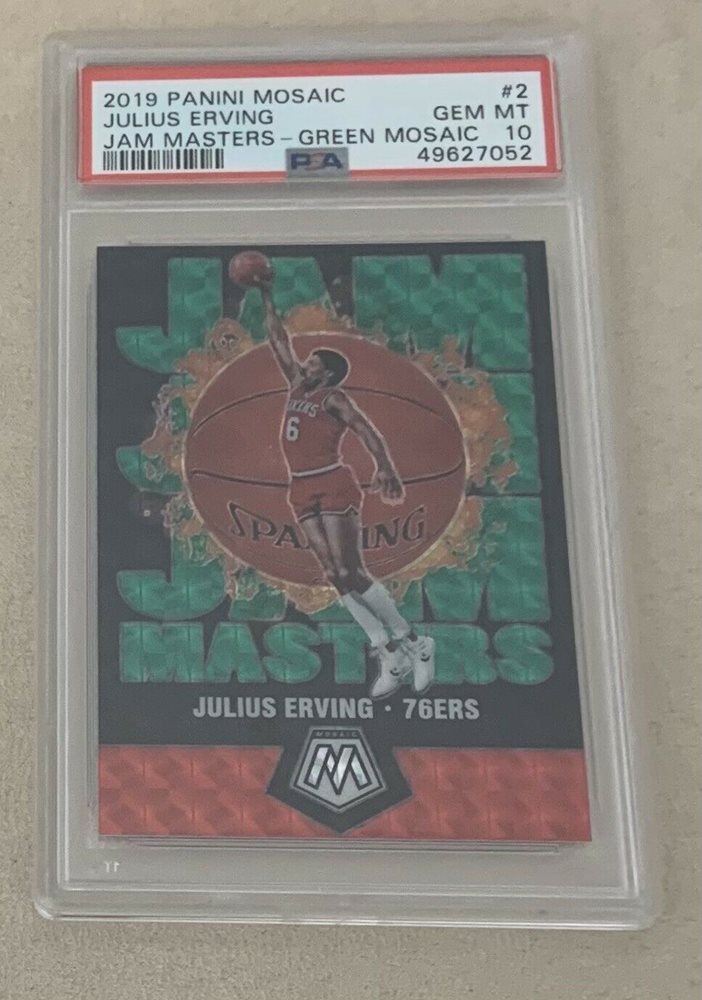 2019 PANINI MOSAIC #2
JULIUS ERVING GEM MT
JAM MASTERS - GREEN MOSAIC 10
PSA 49627052
JAM
JAM
MASTERS
6
SPALDING
JULIUS ERVING · 76ERS
MOSAIC
M